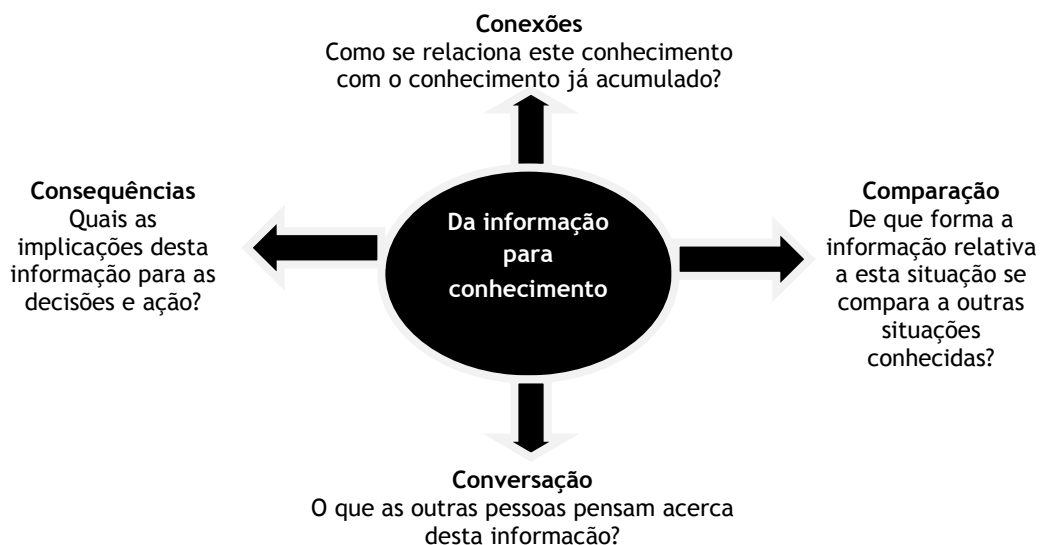 Conexões
Como se relaciona este conhecimento
com o conhecimento já acumulado?
Consequências
Quais as
implicações desta
informação para as
decisões e ação?
Da informação
para
conhecimento
Comparação
De que forma a
informação relativa
a esta situação se
compara a outras
situações
conhecidas?
Conversação
O que as outras pessoas pensam acerca
desta informação?